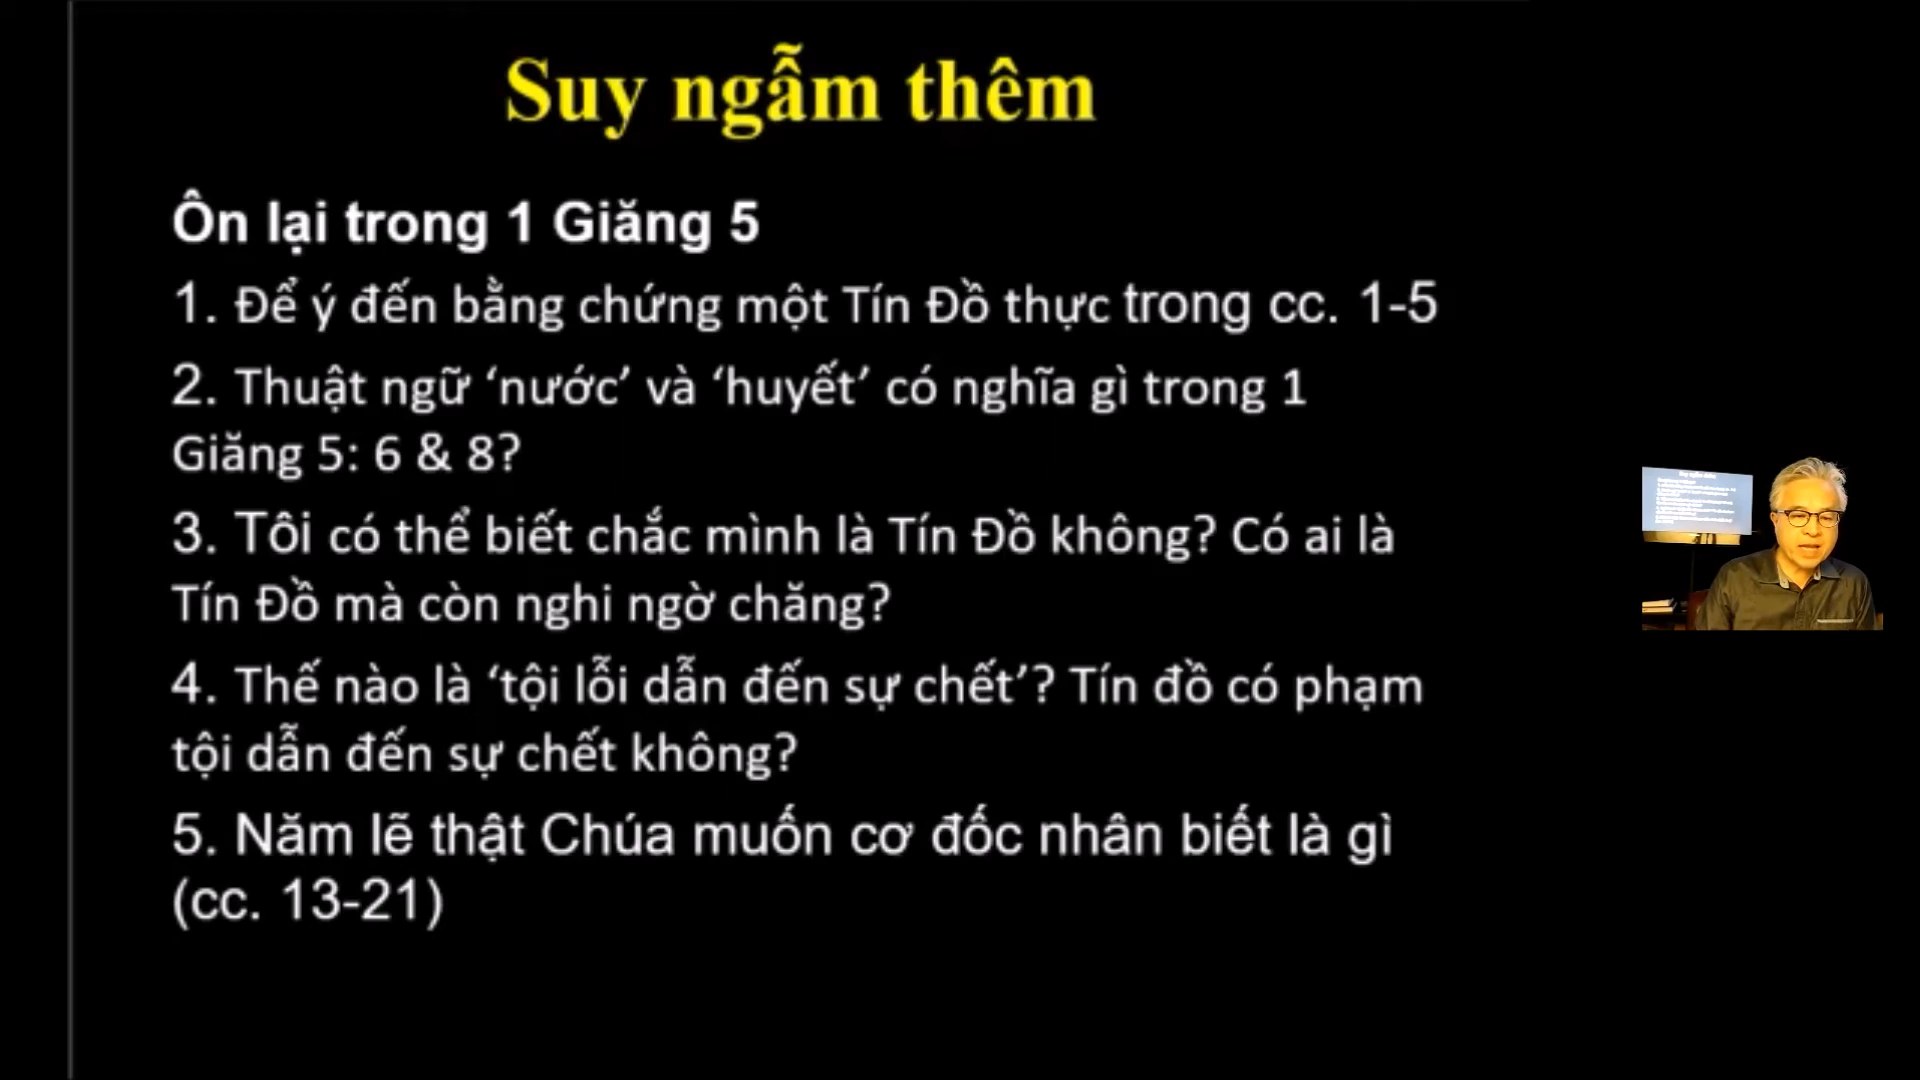 Suy ngẫm thêm
Ôn lại trong 1 Giăng 5
1. Để ý đến bằng chứng một Tín Đồ thực trong cc. 1-5
2. Thuật ngữ ‘nước’ và ‘huyết’ có nghĩa gì trong 1
Giăng 5: 6 & 8?
3. Tôi có thể biết chắc mình là Tín Đồ không? Có ai là
Tín Đồ mà còn nghi ngờ chăng?
4. Thế nào là ‘tội lỗi dẫn đến sự chết’? Tín đồ có phạm
tội dẫn đến sự chết không?
5. Năm lẽ thật Chúa muốn cơ đốc nhân biết là gì
(cc. 13-21)